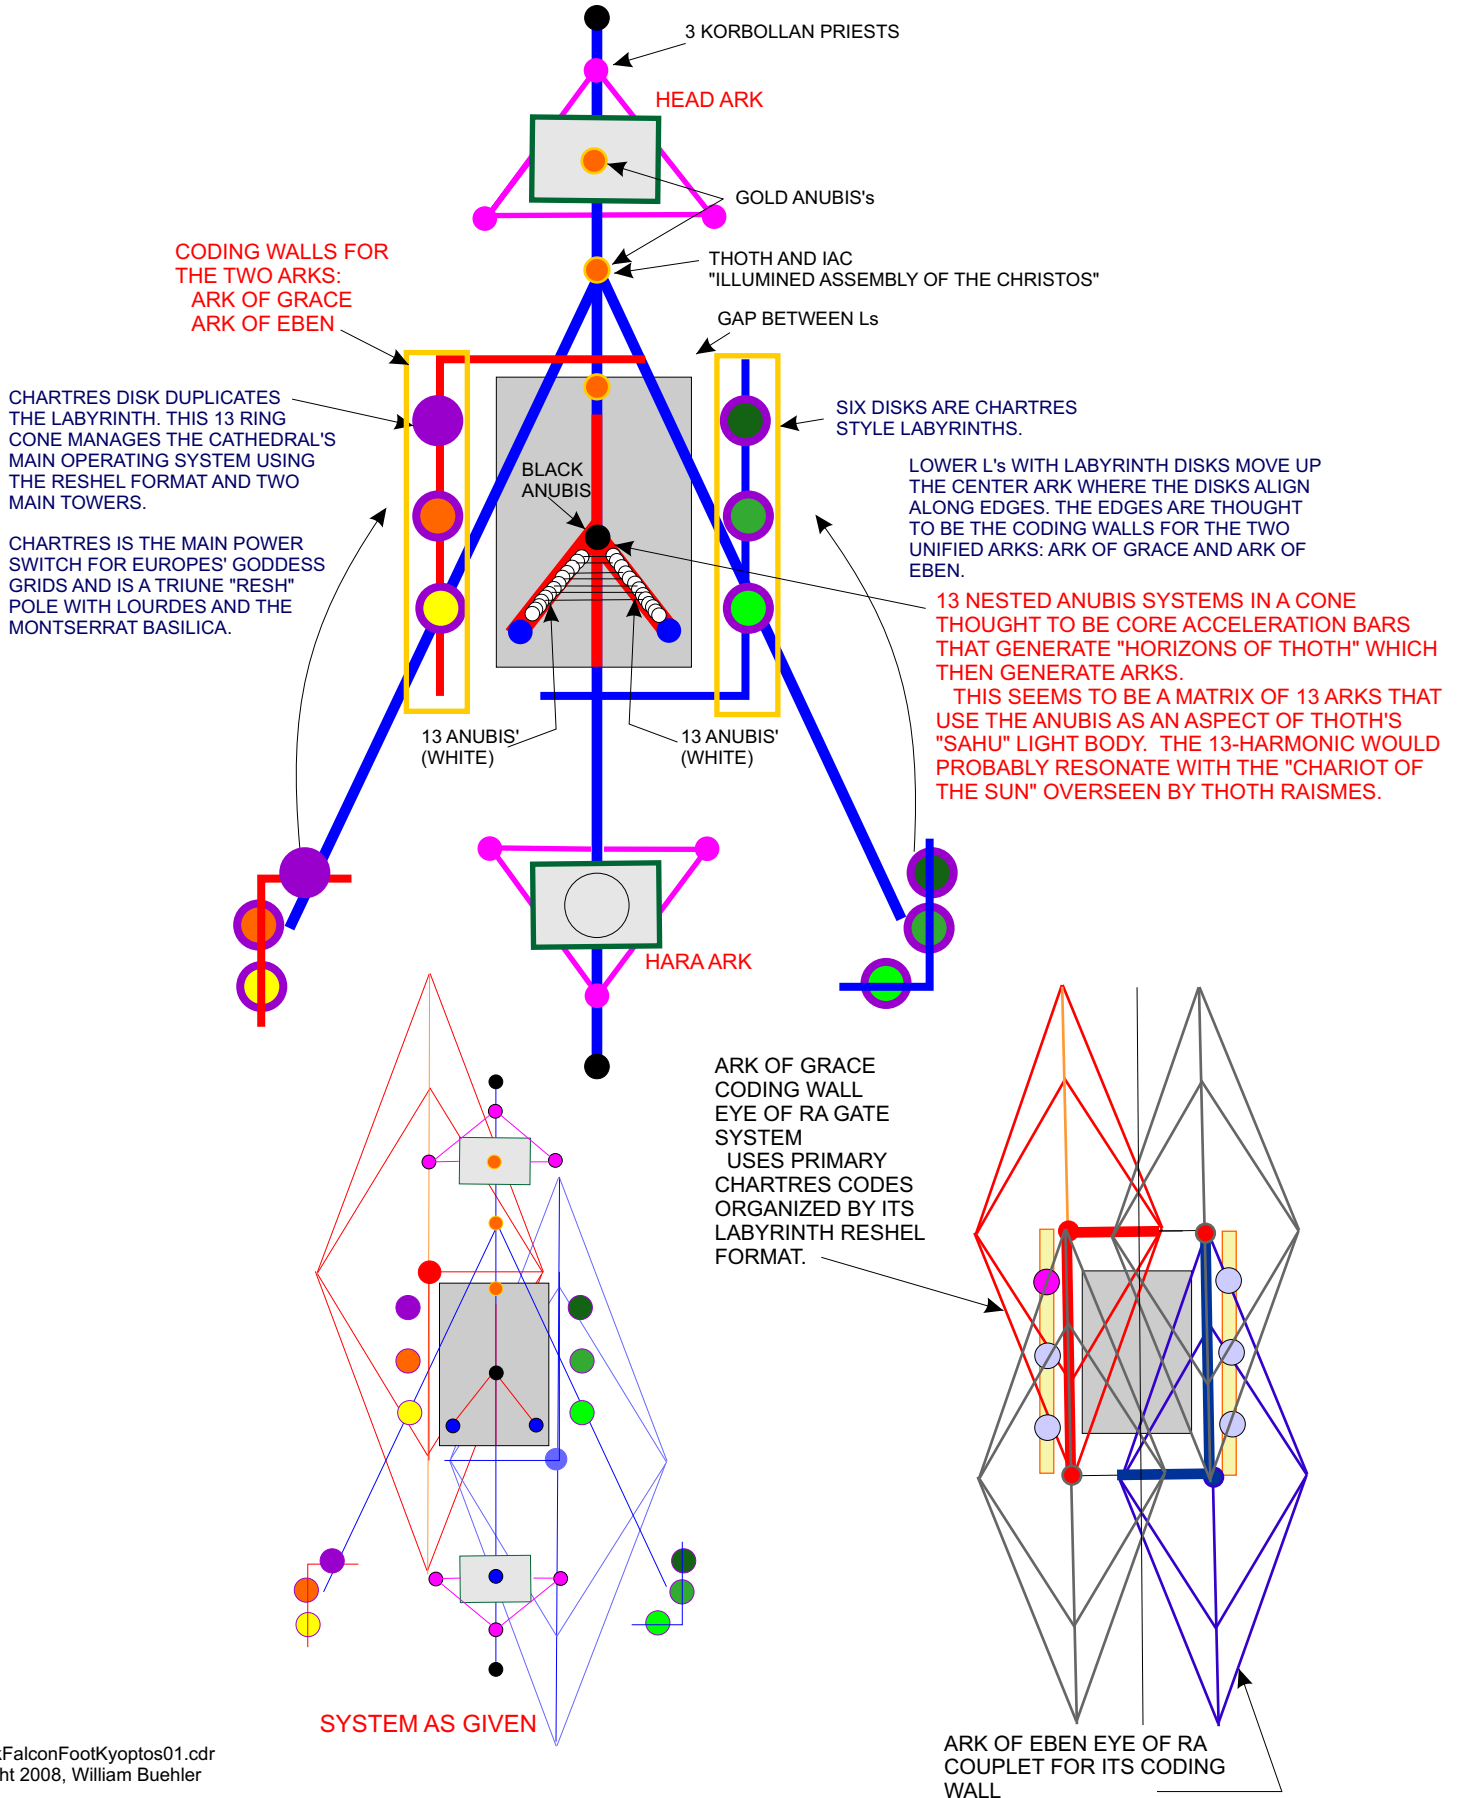 3 KORBOLLAN PRIESTS
HEAD ARK
GOLD ANUBIS's
THOTH AND IAC
"ILLUMINED ASSEMBLY OF THE CHRISTOS"
CODING WALLS FOR
THE TWO ARKS:
ARK OF GRACE
ARK OF EBEN
GAP BETWEEN Ls
CHARTRES DISK DUPLICATES
THE LABYRINTH. THIS 13 RING
CONE MANAGES THE CATHEDRAL'S
MAIN OPERATING SYSTEM USING
THE RESHEL FORMAT AND TWO
MAIN TOWERS.
CHARTRES IS THE MAIN POWER
SWITCH FOR EUROPES' GODDESS
GRIDS AND IS A TRIUNE "RESH"
POLE WITH LOURDES AND THE
MONTSERRAT BASILICA.
SIX DISKS ARE CHARTRES
STYLE LABYRINTHS.
BLACK
ANUBIS
LOWER L's WITH LABYRINTH DISKS MOVE UP
THE CENTER ARK WHERE THE DISKS ALIGN
ALONG EDGES. THE EDGES ARE THOUGHT
TO BE THE CODING WALLS FOR THE TWO
UNIFIED ARKS: ARK OF GRACE AND ARK OF
EBEN.
13 NESTED ANUBIS SYSTEMS IN A CONE
THOUGHT TO BE CORE ACCELERATION BARS
THAT GENERATE "HORIZONS OF THOTH" WHICH
THEN GENERATE ARKS.
THIS SEEMS TO BE A MATRIX OF 13 ARKS THAT
USE THE ANUBIS AS AN ASPECT OF THOTH'S
"SAHU" LIGHT BODY. THE 13-HARMONIC WOULD
PROBABLY RESONATE WITH THE "CHARIOT OF
THE SUN" OVERSEEN BY THOTH RAISMES.
13 ANUBIS'
(WHITE)
13 ANUBIS'
(WHITE)
HARA ARK
ARK OF GRACE
CODING WALL
EYE OF RA GATE
SYSTEM
USES PRIMARY
CHARTRES CODES
ORGANIZED BY ITS
LABYRINTH RESHEL
FORMAT.
SYSTEM AS GIVEN
ARK OF EBEN EYE OF RA
COUPLET FOR ITS CODING
WALL
kFalconFootKyoptos01.cdr
ht 2008, William Buehler